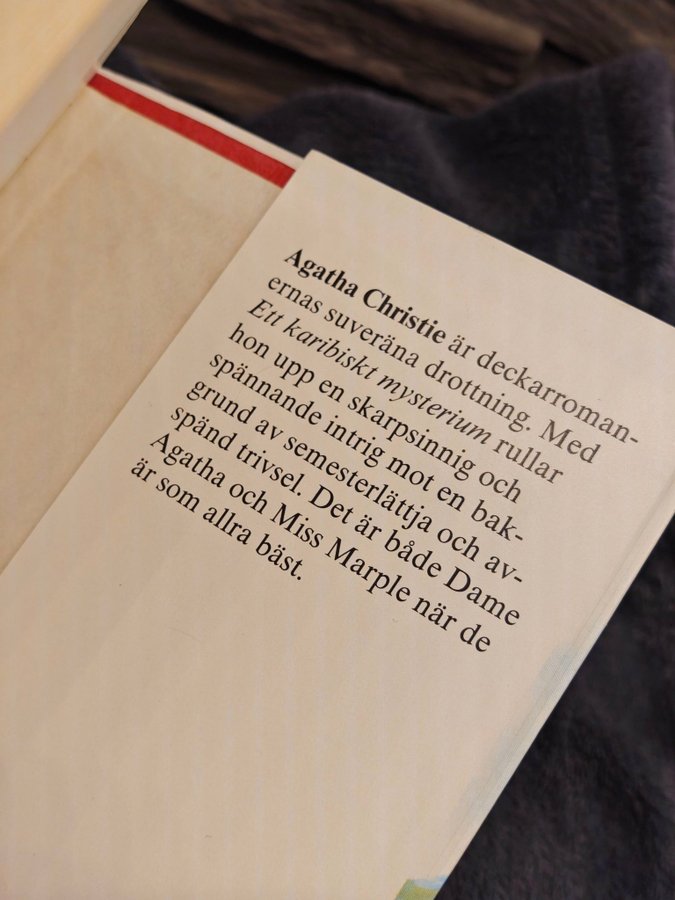 Agatha Christie är deckarroman-
ernas suveräna drottning. Med
Ett karibiskt mysterium rullar
hon upp en skarpsinnig och
spännande intrig mot en bak-
grund av semesterlättja och av-
spänd trivsel. Det är både Dame
Agatha och Miss Marple när de
är som allra bäst.